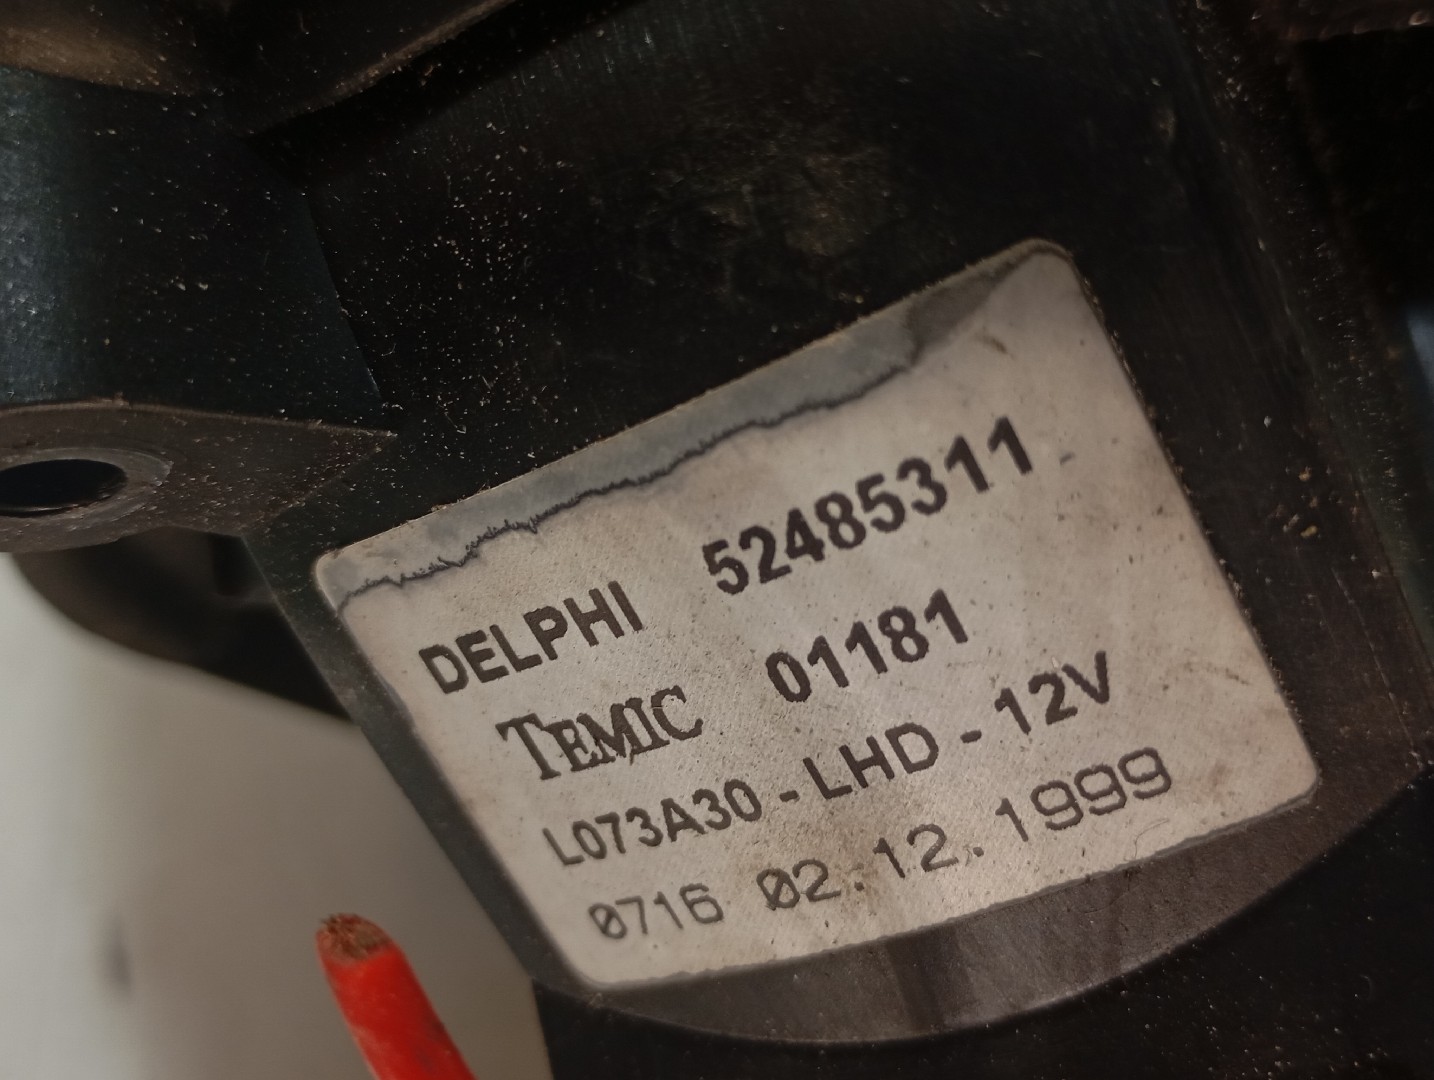 DELPHI 52485311
TEMIC 01181
L073A30 - LHD - 12V
0716 02.12.1999